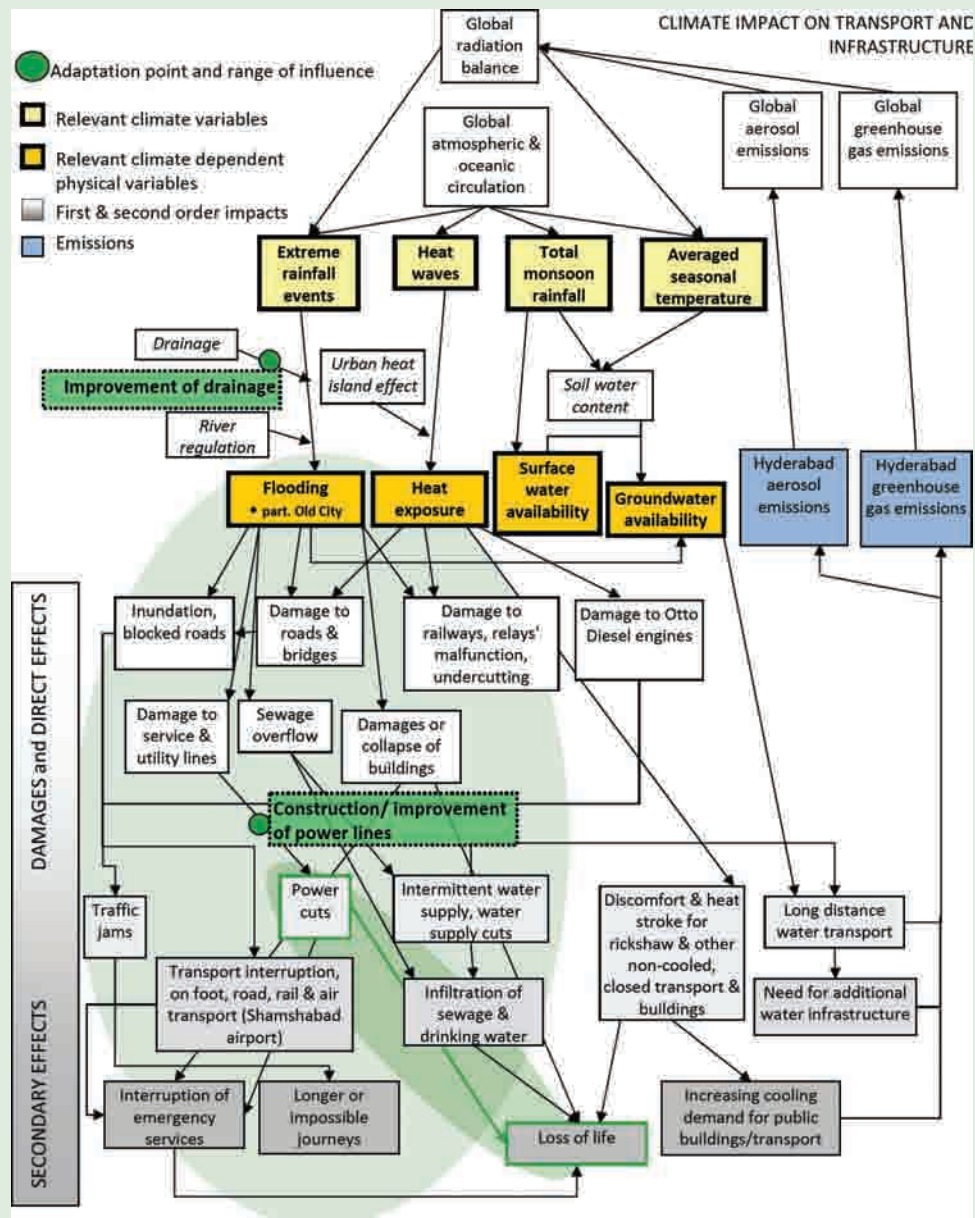 CLIMATE IMPACT ON TRANSPORT AND
INFRASTRUCTURE
Global
radiation
balance
Adaptation point and range of influence
Relevant climate variables
Relevant climate dependent
physical variables
First & second order impacts
Emissions
Global
atmospheric &
oceanic
circulation
Global
aerosol
emissions
Global
greenhouse
gas emissions
Extreme
rainfall
events
Heat
waves
Total
monsoon
rainfall
Averaged
seasonal
temperature
Drainage
Improvement of drainage
Urban heat
island effect
Soil water
content
River
regulation
Flooding
+ part. Old City
Heat
exposure
Surface
water
availability
Groundwater
availability
Hyderabad
aerosol
emissions
Hyderabad
greenhouse
gas emissions
DAMAGES and DIRECT EFFECTS
Inundation,
blocked roads
Damage to
roads &
bridges
Damage to
railways, relays'
malfunction,
undercutting
Damage to Otto
Diesel engines
Damage to
service &
utility lines
Sewage
overflow
Damages or
collapse of
buildings
Construction/ improvement
of power lines
Traffic
jams
Power
cuts
Intermittent water
supply, water
supply cuts
Discomfort & heat
stroke for
rickshaw & other
non-cooled,
closed transport &
buildings
Long distance
water transport
SECONDARY EFFECTS
Transport interruption,
on foot, road, rail & air
transport (Shamshabad
airport)
Infiltration of
sewage &
drinking water
Need for additional
water infrastructure
Interruption of
emergency
services
Longer or
impossible
journeys
Loss of life
Increasing cooling
demand for public
buildings/transport